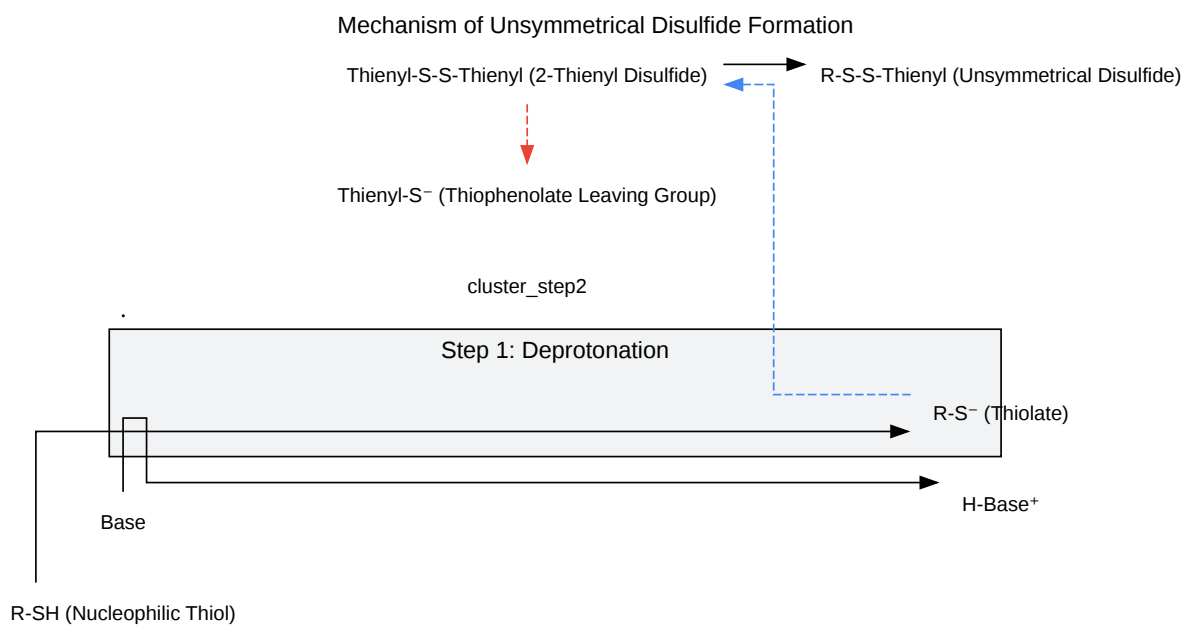 Mechanism of Unsymmetrical Disulfide Formation
Thienyl-S-S-Thienyl (2-Thienyl Disulfide)
R-S-S-Thienyl (Unsymmetrical Disulfide)
Thienyl-S⁻ (Thiophenolate Leaving Group)
cluster_step2
.
Step 1: Deprotonation
R-S⁻ (Thiolate)
H-Base⁺
Base
R-SH (Nucleophilic Thiol)